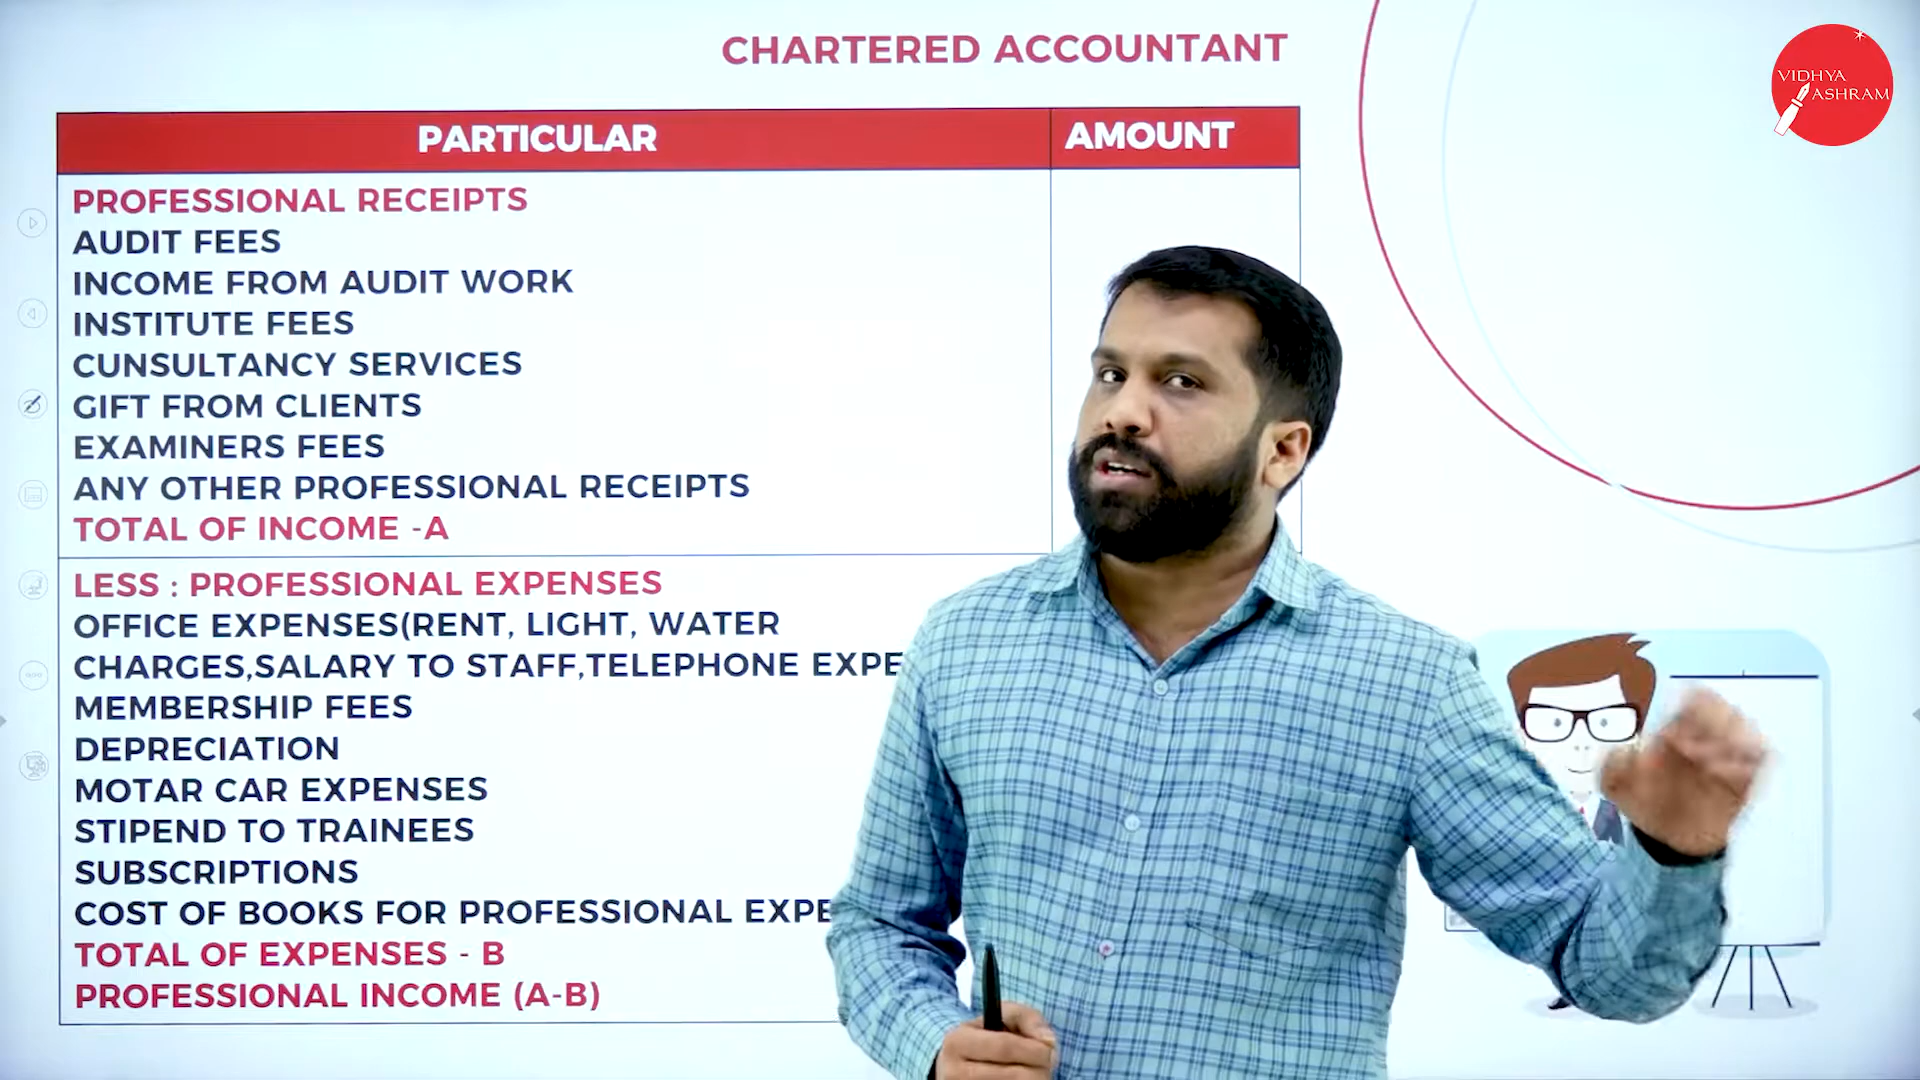 CHARTERED ACCOUNTANT
VIDHYA
ASHRAM
PARTICULAR AMOUNT
PROFESSIONAL RECEIPTS
AUDIT FEES
INCOME FROM AUDIT WORK
INSTITUTE FEES
CUNSULTANCY SERVICES
GIFT FROM CLIENTS
EXAMINERS FEES
ANY OTHER PROFESSIONAL RECEIPTS
TOTAL OF INCOME -A
LESS : PROFESSIONAL EXPENSES
OFFICE EXPENSES(RENT, LIGHT, WATER
CHARGES,SALARY TO STAFF,TELEPHONE EXPE
MEMBERSHIP FEES
DEPRECIATION
MOTAR CAR EXPENSES
STIPEND TO TRAINEES
SUBSCRIPTIONS
COST OF BOOKS FOR PROFESSIONAL EXPE
TOTAL OF EXPENSES - B
PROFESSIONAL INCOME (A-B)